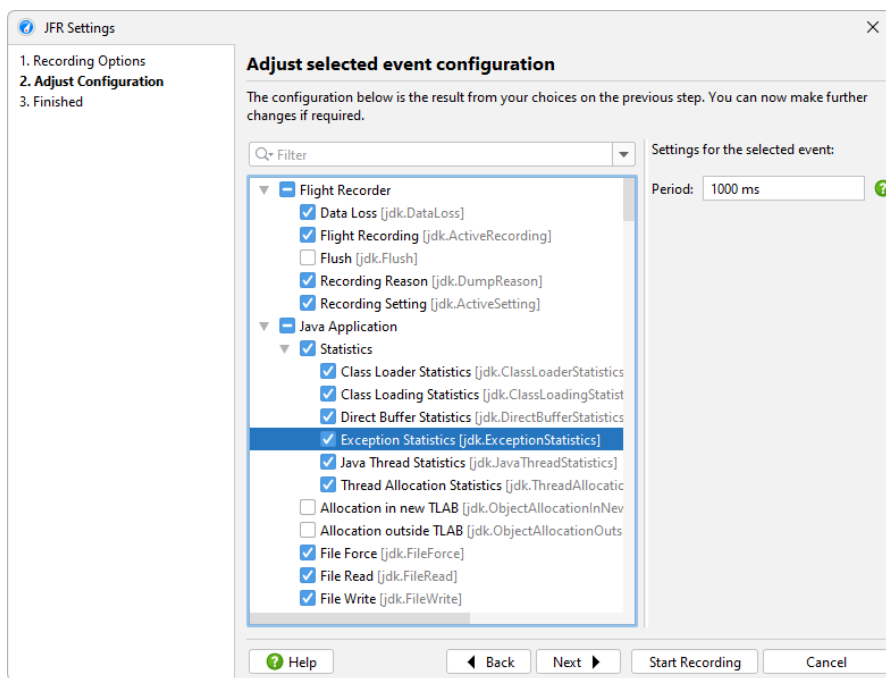 JFR Settings
1. Recording Options
2. Adjust Configuration
3. Finished
Adjust selected event configuration
The configuration below is the result from your choices on the previous step. You can now make further
changes if required.
Filter
Settings for the selected event:
Period: 1000 ms
Flight Recorder
Data Loss [jdk.DataLoss]
Flight Recording [jdk.ActiveRecording]
Flush [jdk.Flush]
Recording Reason [jdk.DumpReason]
Recording Setting [jdk.ActiveSetting]
Java Application
Statistics
Class Loader Statistics [jdk.ClassLoaderStatistics
Class Loading Statistics [jdk.ClassLoadingStatist
Direct Buffer Statistics [jdk.DirectBufferStatistics
Exception Statistics [jdk.ExceptionStatistics]
Java Thread Statistics [jdk.JavaThreadStatistics]
Thread Allocation Statistics [jdk.ThreadAllocatic
Allocation in new TLAB [jdk.ObjectAllocationInNew
Allocation outside TLAB [jdk.ObjectAllocationOuts
File Force [jdk.FileForce]
File Read [jdk.FileRead]
File Write [jdk.FileWrite]
Help
Back
Next
Start Recording
Cancel